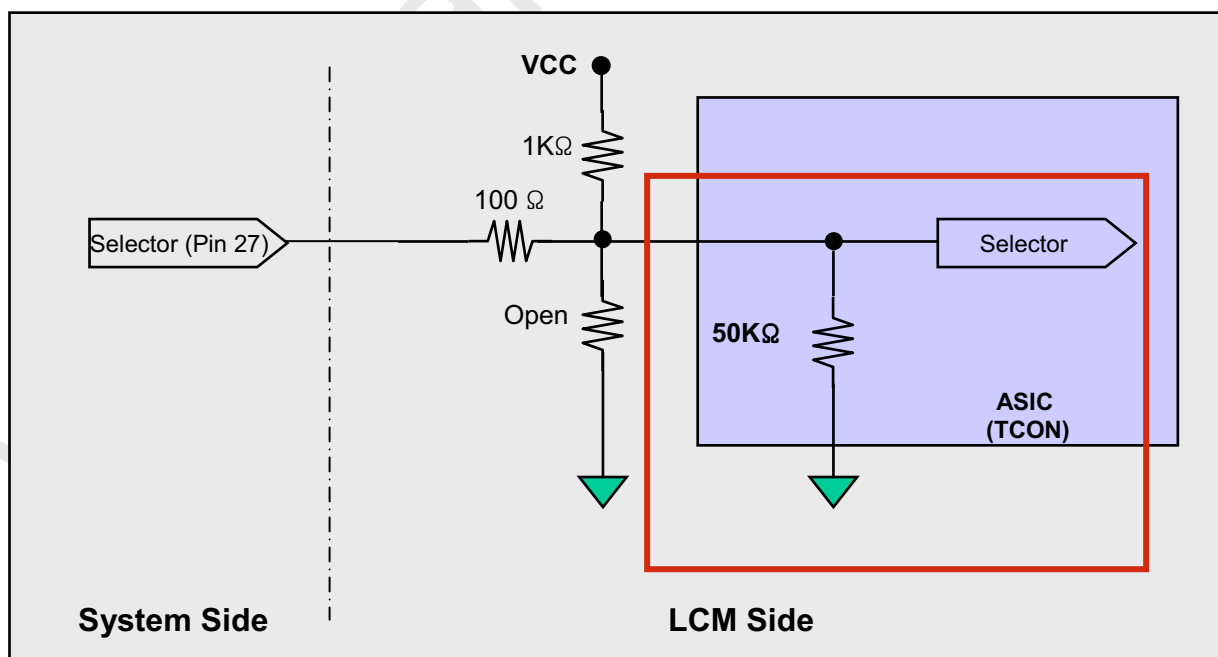 VCC
1KΩ
100 Ω
Selector (Pin 27)
Selector
Open
50KΩ
ASIC
(TCON)
System Side
LCM Side